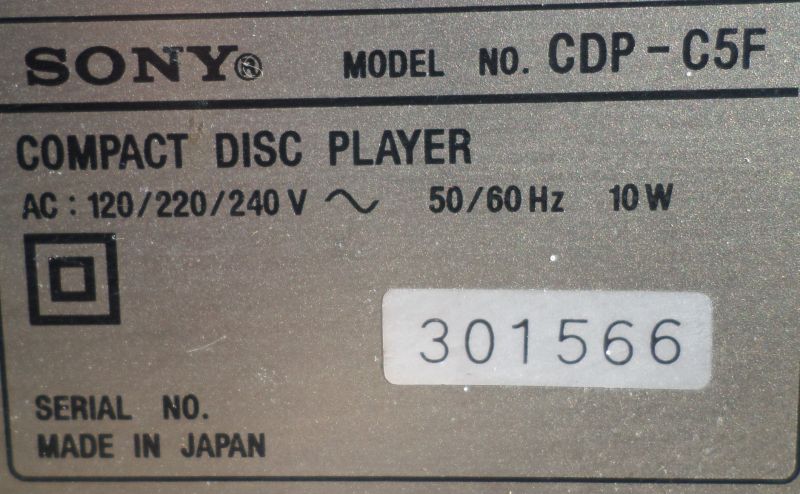 SONY® MODEL NO. CDP-C5F
COMPACT DISC PLAYER
AC : 120/220/240 V ~ 50/60 Hz 10 W
301566
SERIAL NO.
MADE IN JAPAN